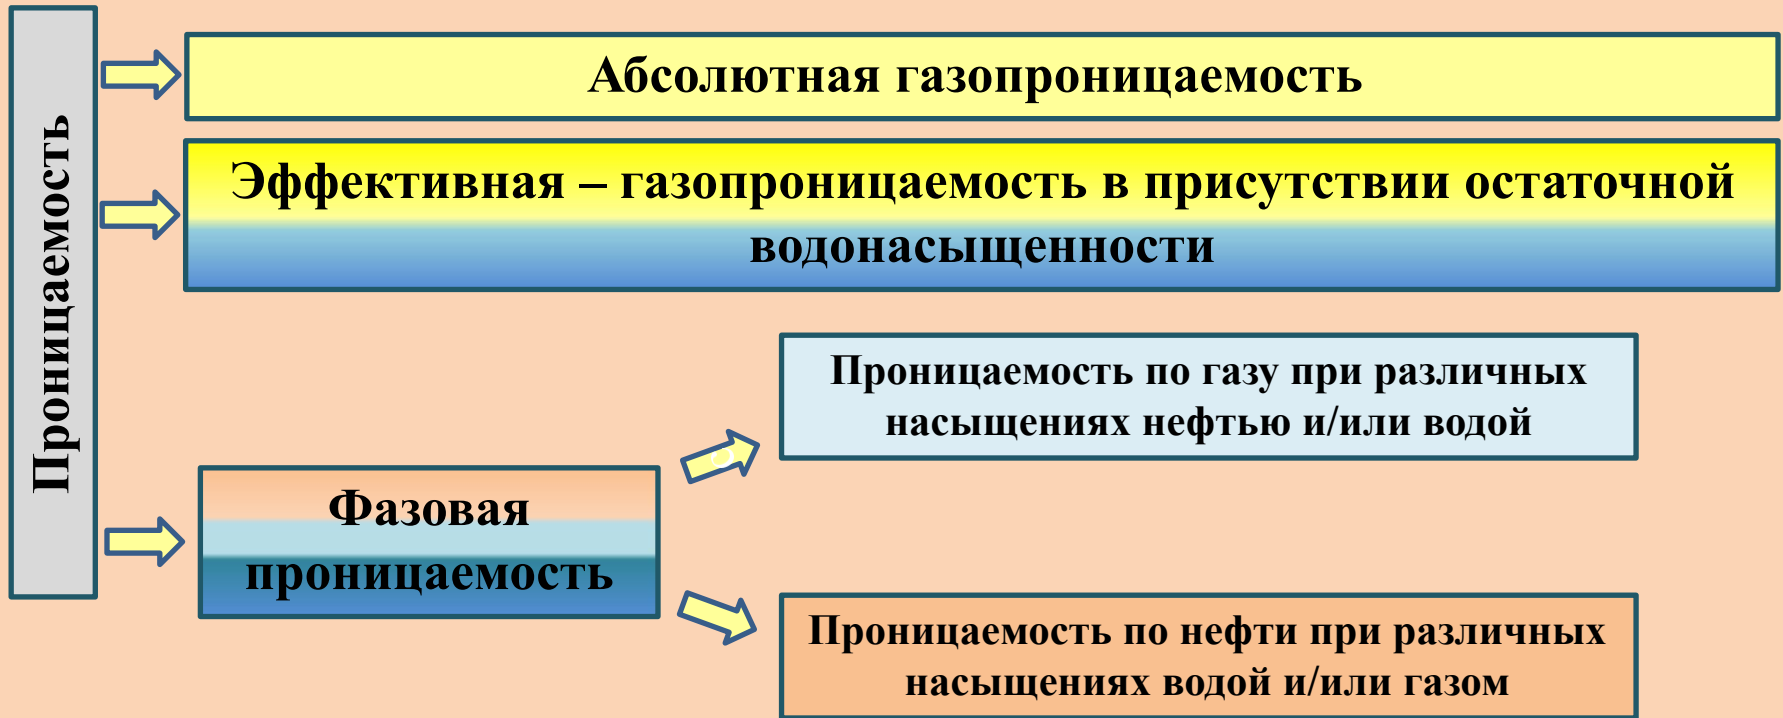 Проницаемость
Абсолютная газопроницаемость
Эффективная – газопроницаемость в присутствии остаточной
водонасыщенности
Проницаемость по газу при различных
насыщениях нефтью и/или водой
Фазовая
проницаемость
Проницаемость по нефти при различных
насыщениях водой и/или газом